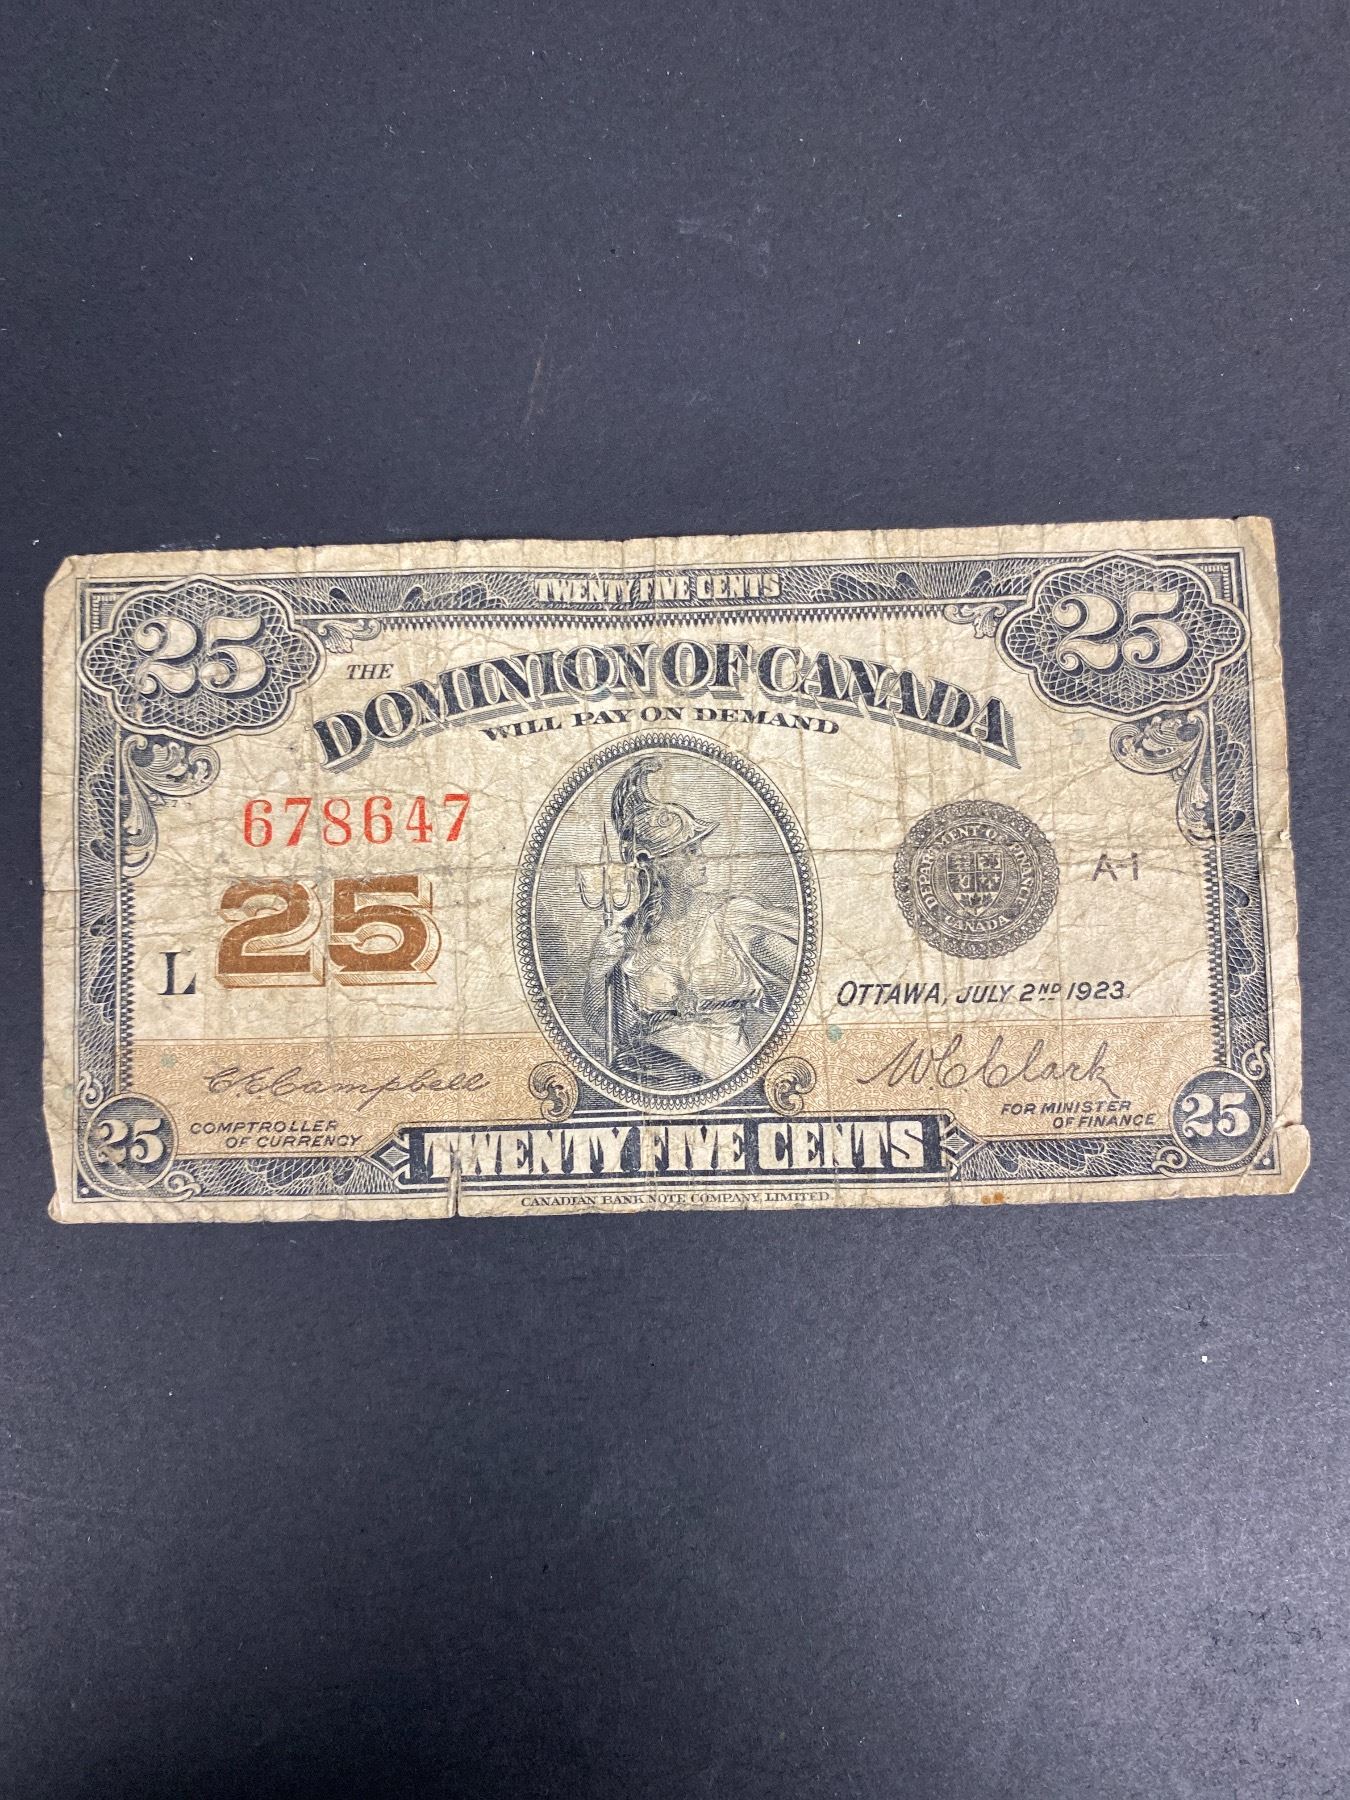 TWENTY FIVE CENTS
25
25
THE
DOMINION OF CANADA
WILL PAY ON DEMAND
678647
DEPARTMENT OF FINANCE
CANADA
A-1
25
L
OTTAWA, JULY 2ND 1923.
C.E. Campbell
W C Clark
COMPTROLLER
OF CURRENCY
FOR MINISTER
OF FINANCE
25
TWENTY FIVE CENTS
25
CANADIAN BANK NOTE COMPANY, LIMITED